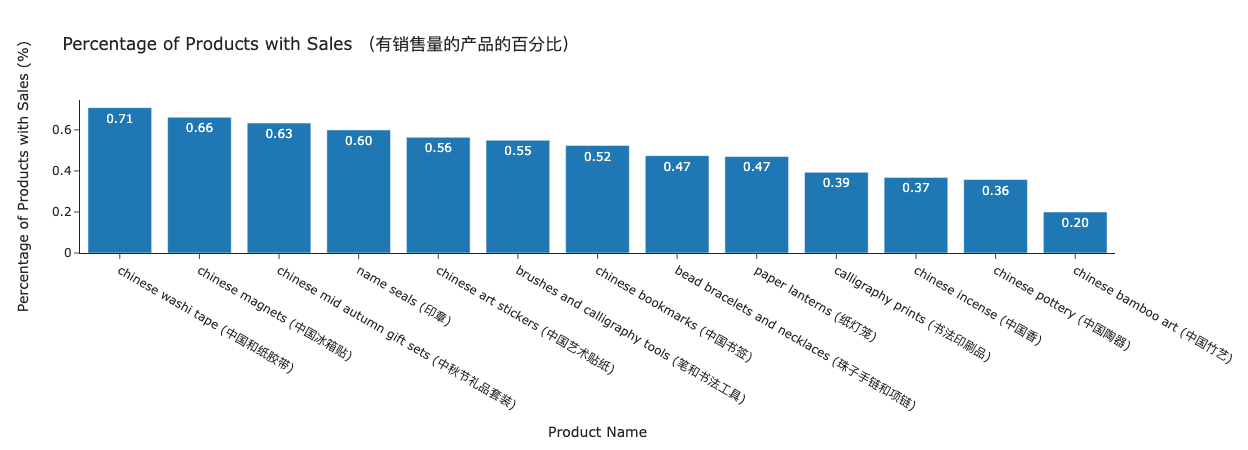 Percentage of Products with Sales （有销售量的产品的百分比）
Percentage of Products with Sales (%)
0.6
0.4
0.2
0
0.71
0.66
0.63
0.60
0.56
0.55
0.52
0.47
0.47
0.39
0.37
0.36
0.20
chinese washi tape (中国和纸胶带)
chinese magnets (中国冰箱贴)
chinese mid autumn gift sets (中秋节礼品套装)
name seals (印章)
chinese art stickers (中国艺术贴纸)
brushes and calligraphy tools (笔和书法工具)
chinese bookmarks (中国书签)
bead bracelets and necklaces (珠子手链和项链)
paper lanterns (纸灯笼)
calligraphy prints (书法印刷品)
chinese incense (中国香)
chinese pottery (中国陶器)
chinese bamboo art (中国竹艺)
Product Name